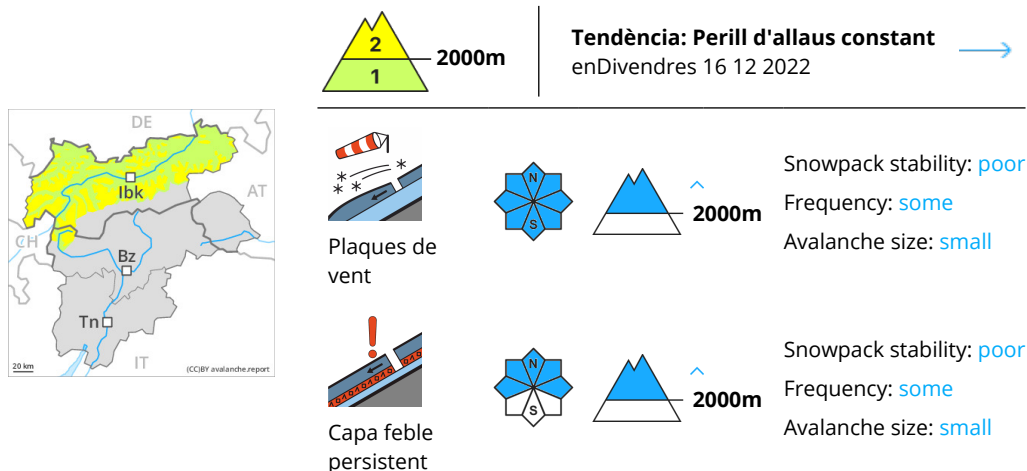 2
1
2000m
Tendència: Perill d'allaus constant
enDivendres 16 12 2022
DE
Ibk
AT
CH
Bz
Tn
IT
20 km
(CC)BY avalanche.report
N
S
2000m
Plaques de
vent
Snowpack stability: poor
Frequency: some
Avalanche size: small
N
S
2000m
Capa feble
persistent
Snowpack stability: poor
Frequency: some
Avalanche size: small